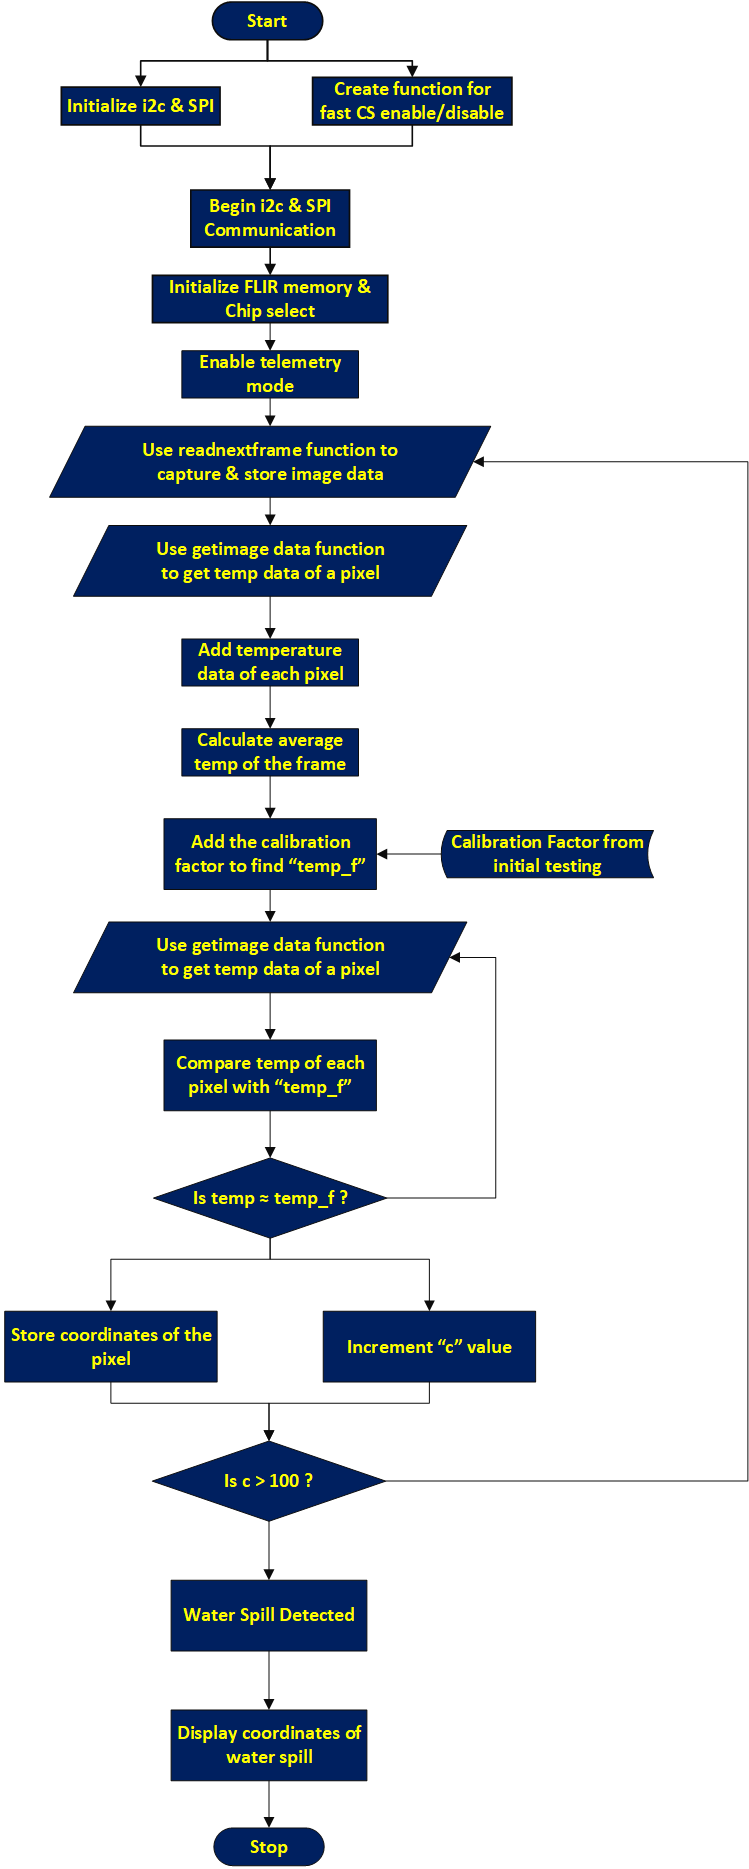 Start
Initialize i2c & SPI
Create function for
fast CS enable/disable
Begin i2c & SPI
Communication
Initialize FLIR memory &
Chip select
Enable telemetry
mode
Use readnextframe function to
capture & store image data
Use getimage data function
to get temp data of a pixel
Add temperature
data of each pixel
Calculate average
temp of the frame
Add the calibration
factor to find “temp_f”
Calibration Factor from
initial testing
Use getimage data function
to get temp data of a pixel
Compare temp of each
pixel with “temp_f”
Is temp ≈ temp_f ?
Store coordinates of the
pixel
Increment “c” value
Is c > 100 ?
Water Spill Detected
Display coordinates of
water spill
Stop